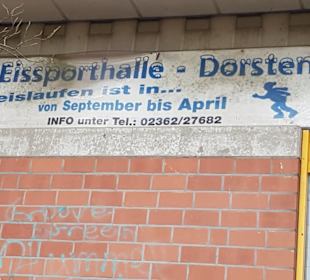 Eissporthalle - Dorsten
eislaufen ist in...
von September bis April
INFO unter Tel.: 02362/27682